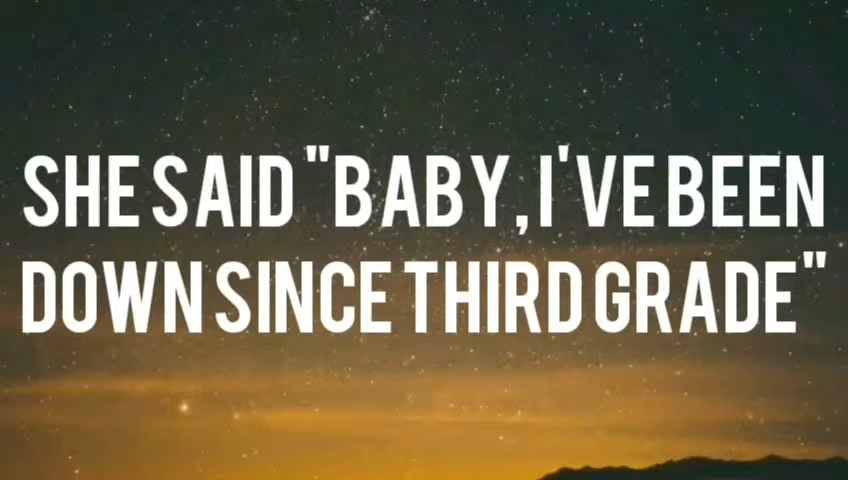 SHE SAID "BABY, I'VE BEEN
DOWN SINCE THIRD GRADE"